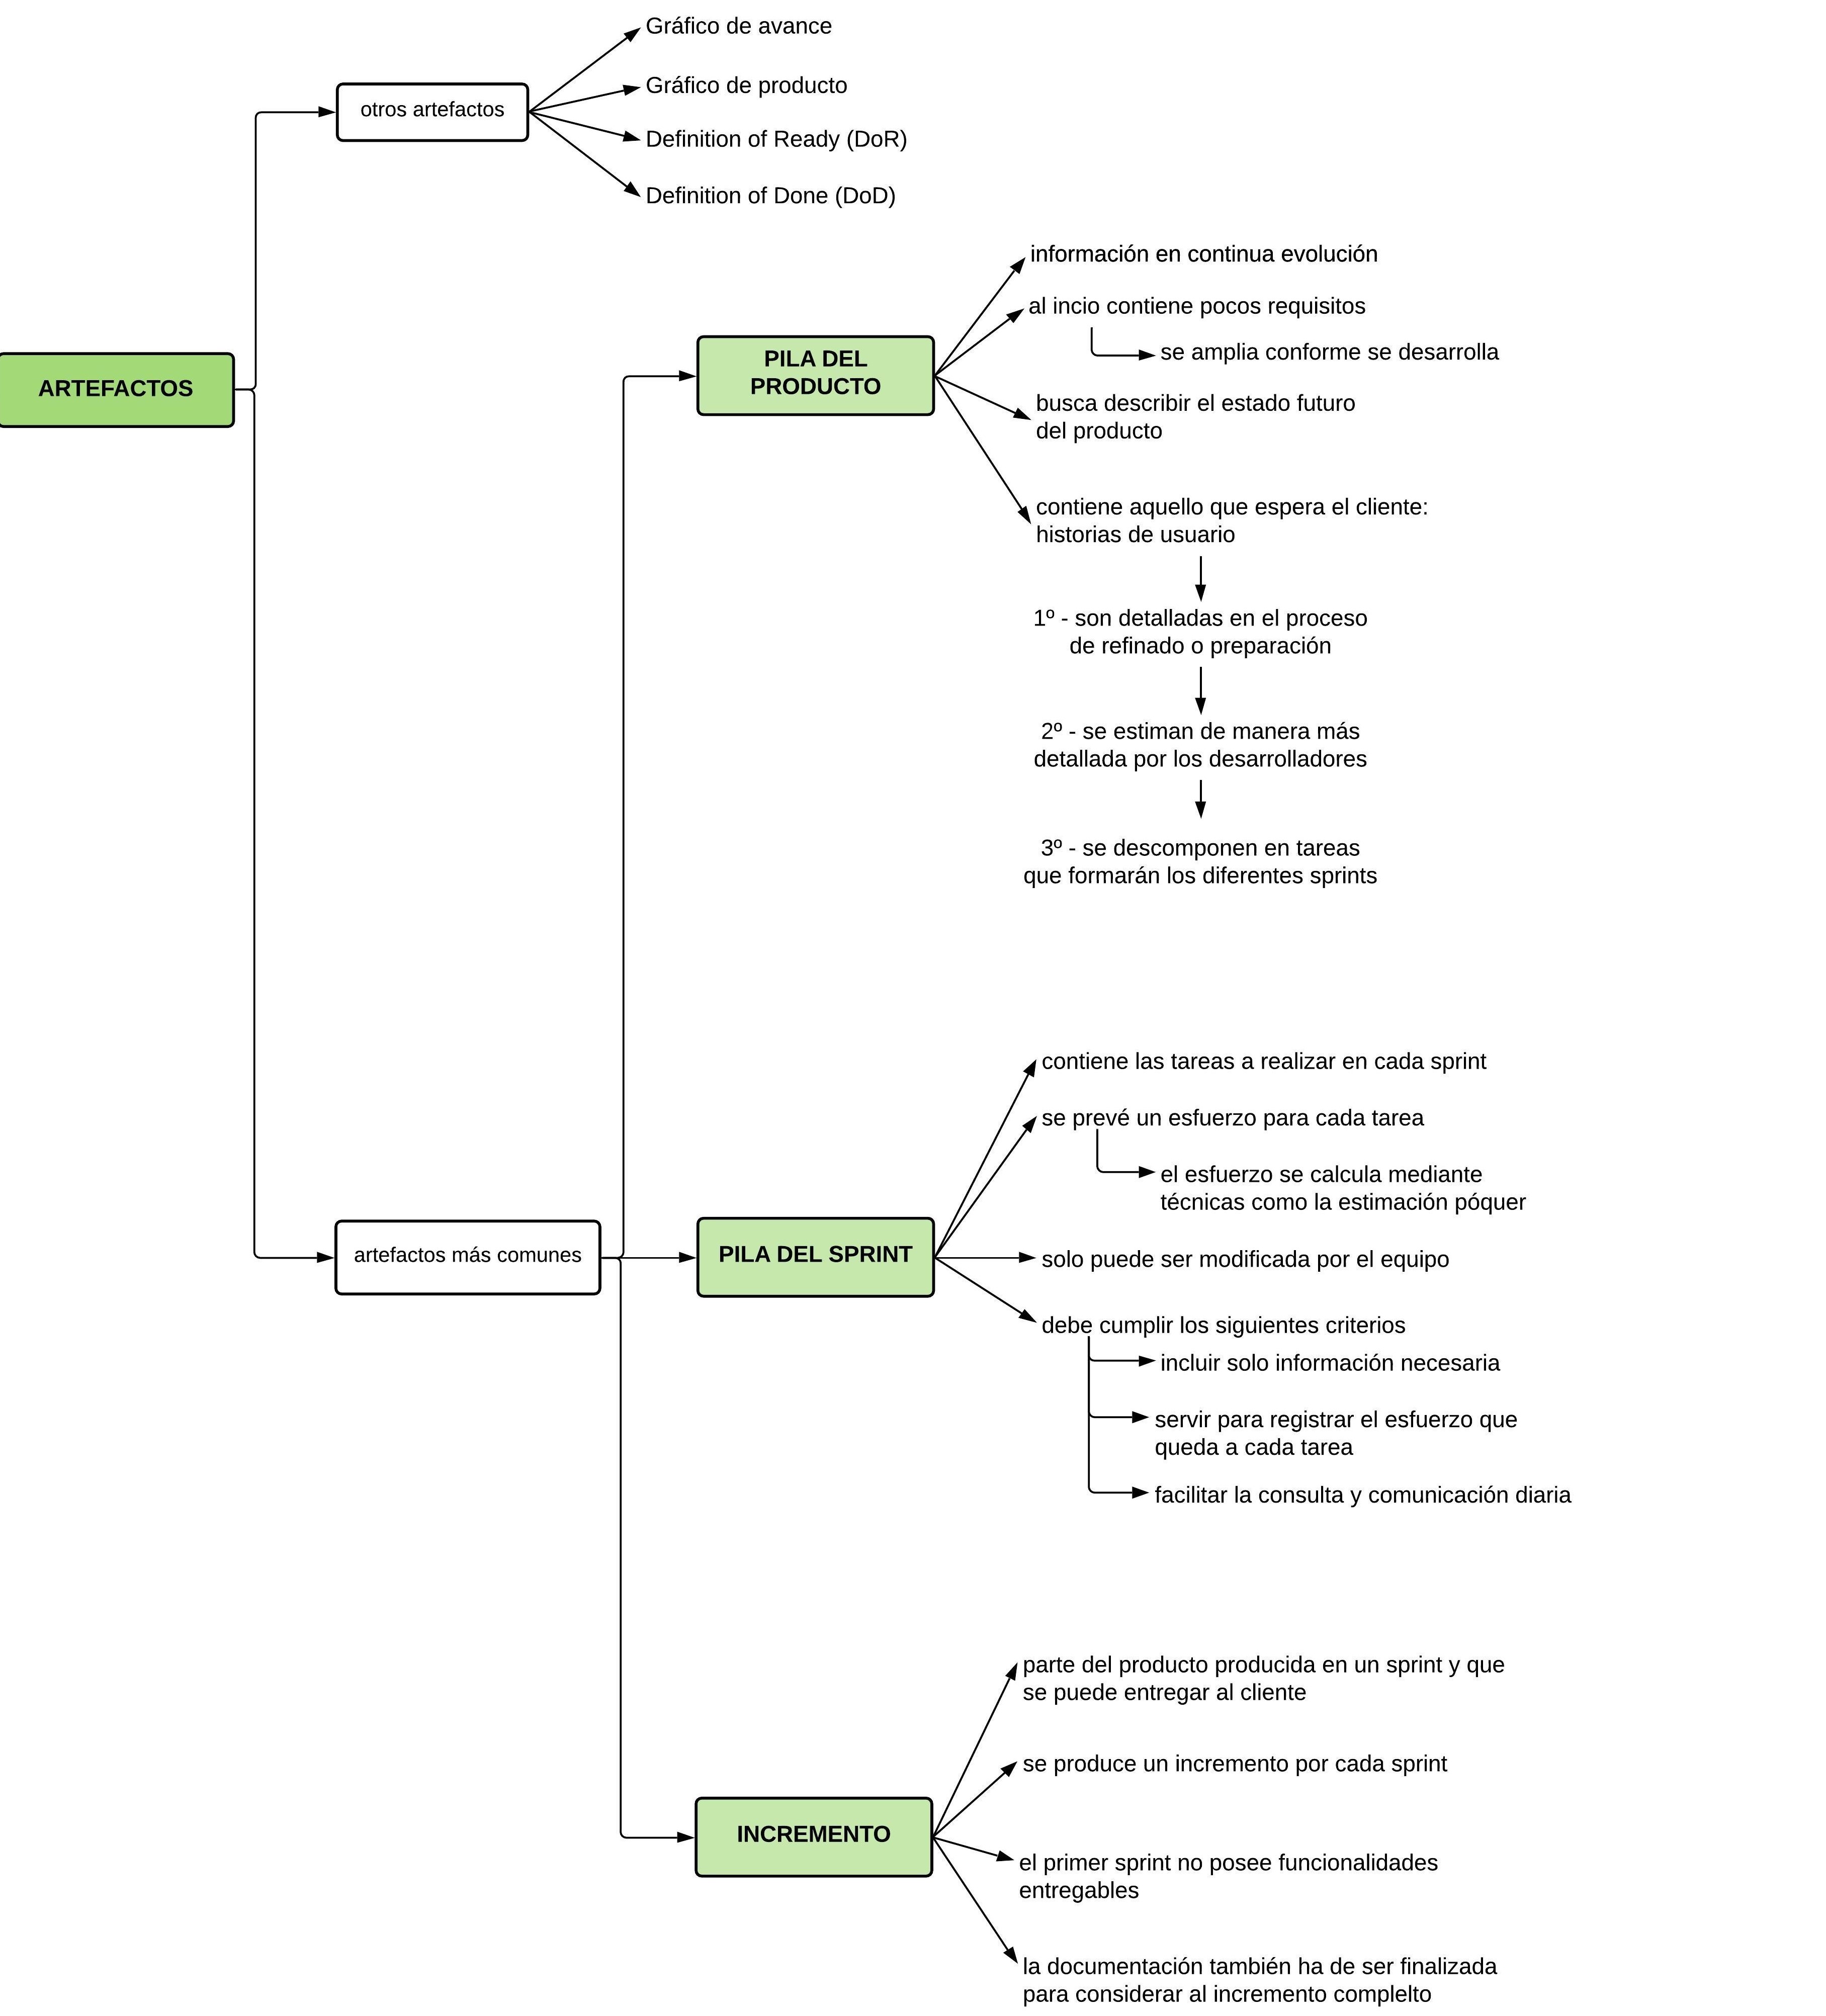 Gráfico de avance
Gráfico de producto
otros artefactos
Definition of Ready (DoR)
Definition of Done (DoD)
ARTEFACTOS
información en continua evolución
al incio contiene pocos requisitos
se amplia conforme se desarrolla
PILA DEL
PRODUCTO
busca describir el estado futuro
del producto
contiene aquello que espera el cliente:
historias de usuario
1º - son detalladas en el proceso
de refinado o preparación
2º - se estiman de manera más
detallada por los desarrolladores
3º - se descomponen en tareas
que formarán los diferentes sprints
contiene las tareas a realizar en cada sprint
se prevé un esfuerzo para cada tarea
el esfuerzo se calcula mediante
técnicas como la estimación póquer
artefactos más comunes
PILA DEL SPRINT
solo puede ser modificada por el equipo
debe cumplir los siguientes criterios
incluir solo información necesaria
servir para registrar el esfuerzo que
queda a cada tarea
facilitar la consulta y comunicación diaria
parte del producto producida en un sprint y que
se puede entregar al cliente
se produce un incremento por cada sprint
INCREMENTO
el primer sprint no posee funcionalidades
entregables
la documentación también ha de ser finalizada
para considerar al incremento complelto